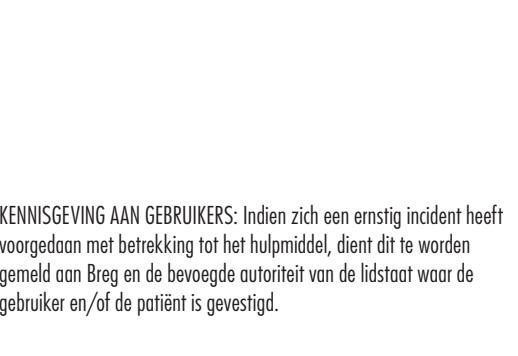 KENNISGEVING AAN GEBRUIKERS: Indien zich een ernstig incident heeft
voorgedaan met betrekking tot het hulpmiddel, dient dit te worden
gemeld aan Breg en de bevoegde autoriteit van de lidstaat waar de
gebruiker en/of de patiënt is gevestigd.